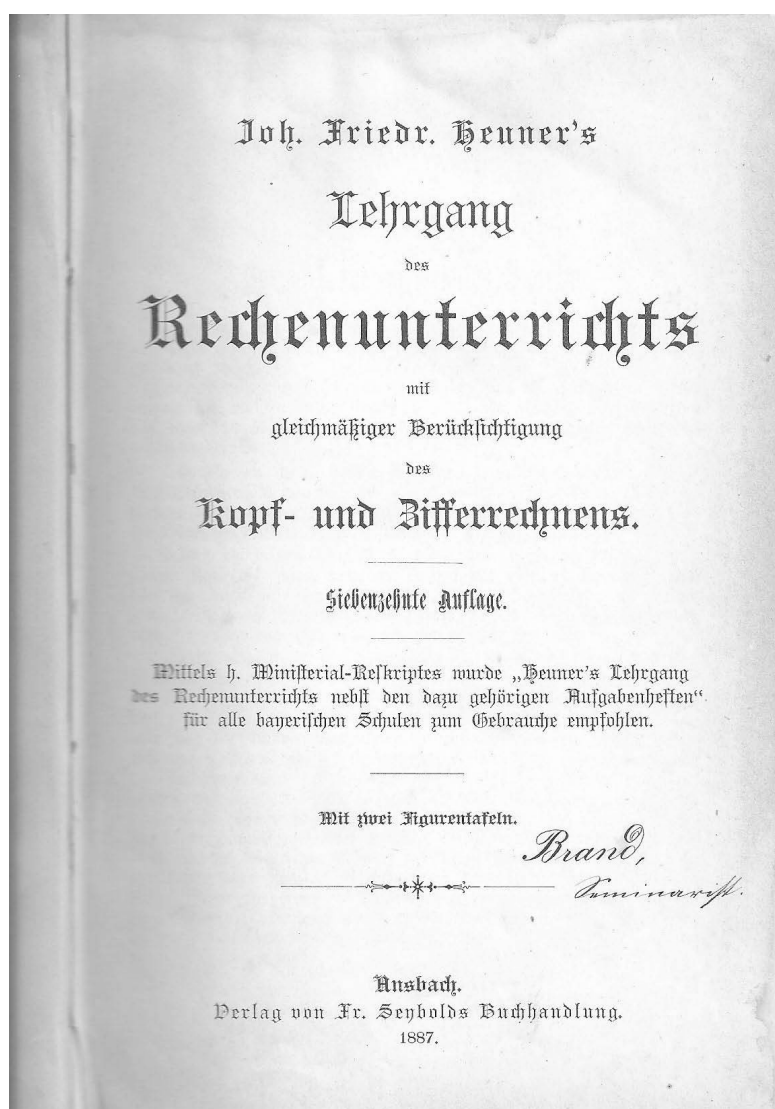 Joh. Friedr. Heuner's
Lehrgang
des
Rechenunterrichts
mit
gleichmäßiger Berücksichtigung
des
Kopf- und Zifferrechnens.
Siebenzehnte Auflage.
Mittels h. Ministerial-Reskriptes wurde „Heuner's Lehrgang
des Rechenunterrichts nebst den dazu gehörigen Aufgabenheften“
für alle bayerischen Schulen zum Gebrauche empfohlen.
Mit zwei Figurentafeln.
Brand,
Seminarist.
Ansbach.
Verlag von Fr. Seybolds Buchhandlung.
1887.